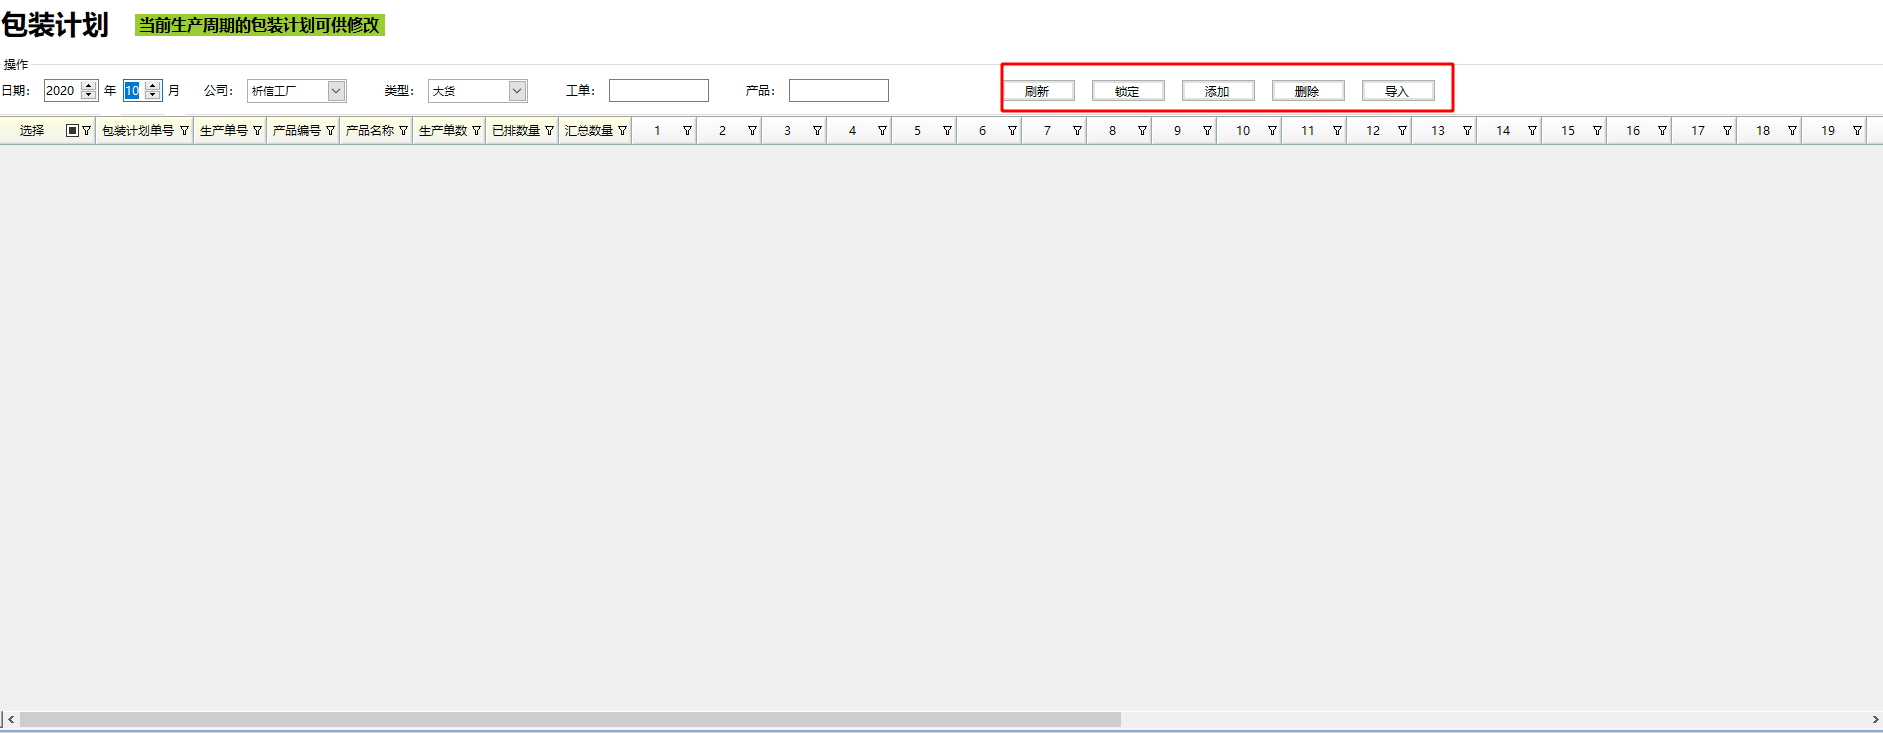 包装计划 当前生产周期的包装计划可供修改
操作
日期: 2020 年 10 月 公司: 祈信工厂 类型: 大货 工单: 产品: 刷新 锁定 添加 删除 导入
选择 包装计划单号 生产单号 产品编号 产品名称 生产单数 已排数量 汇总数量 1 2 3 4 5 6 7 8 9 10 11 12 13 14 15 16 17 18 19